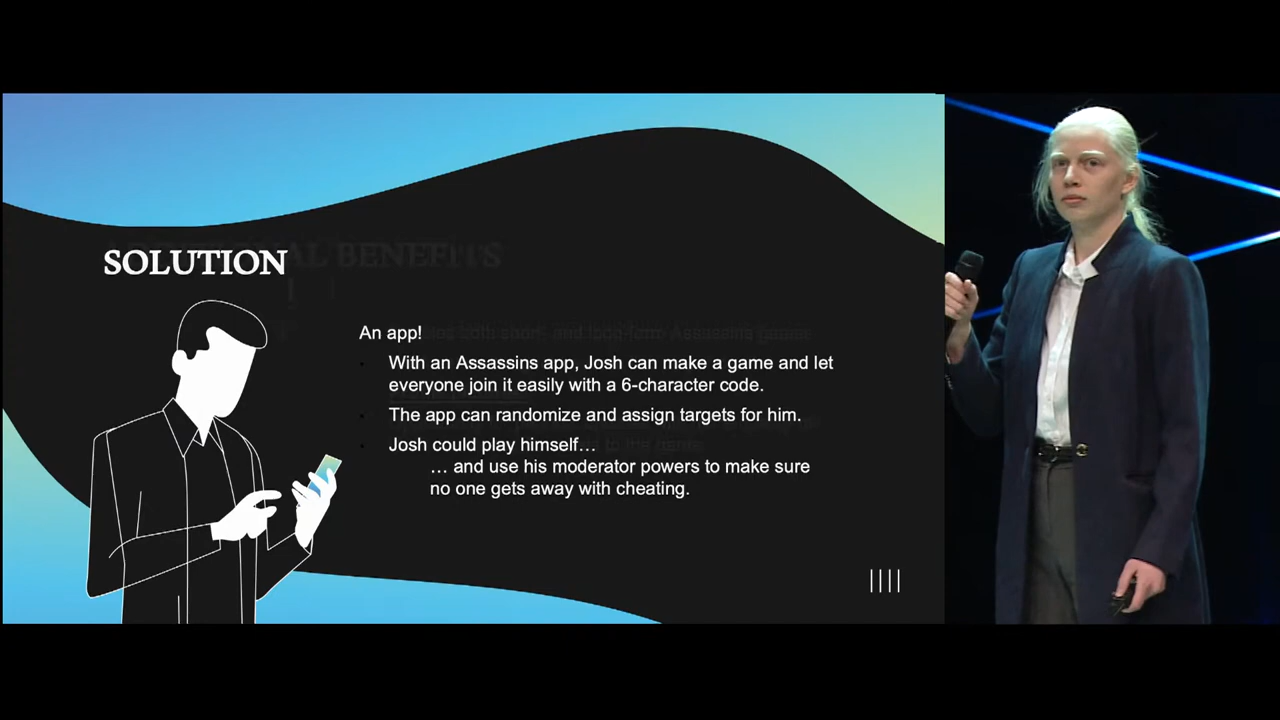 SOLUTION
An app!
With an Assassins app, Josh can make a game and let
everyone join it easily with a 6-character code.
The app can randomize and assign targets for him.
Josh could play himself…
… and use his moderator powers to make sure
no one gets away with cheating.